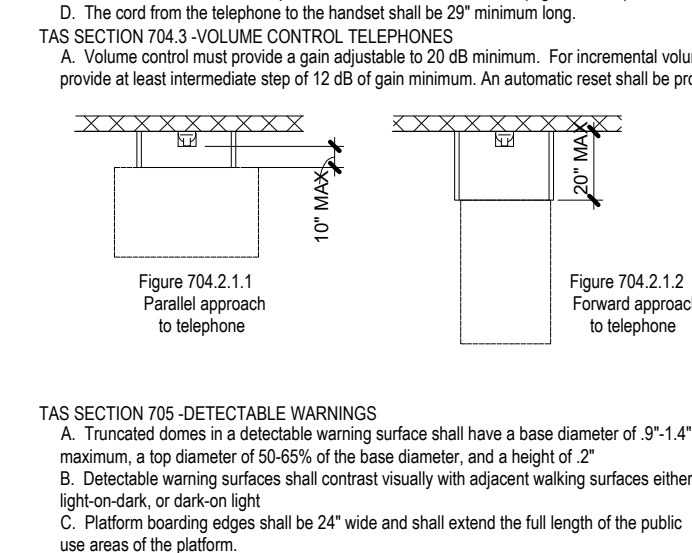 D. The cord from the telephone to the handset shall be 29" minimum long.
TAS SECTION 704.3 -VOLUME CONTROL TELEPHONES
A. Volume control must provide a gain adjustable to 20 dB minimum. For incremental
provide at least intermediate step of 12 dB of gain minimum. An automatic reset shall be
10" MAX
20" MAX
Figure 704.2.1.1
Parallel approach
to telephone
Figure 704.2.1.2
Forward
to telephone
TAS SECTION 705 -DETECTABLE WARNINGS
A. Truncated domes in a detectable warning surface shall have a base diameter of .9"-1.4"
maximum, a top diameter of 50-65% of the base diameter, and a height of .2"
B. Detectable warning surfaces shall contrast visually with adjacent walking surfaces either
light-on-dark, or dark-on light
C. Platform boarding edges shall be 24" wide and shall extend the full length of the public
use areas of the platform.